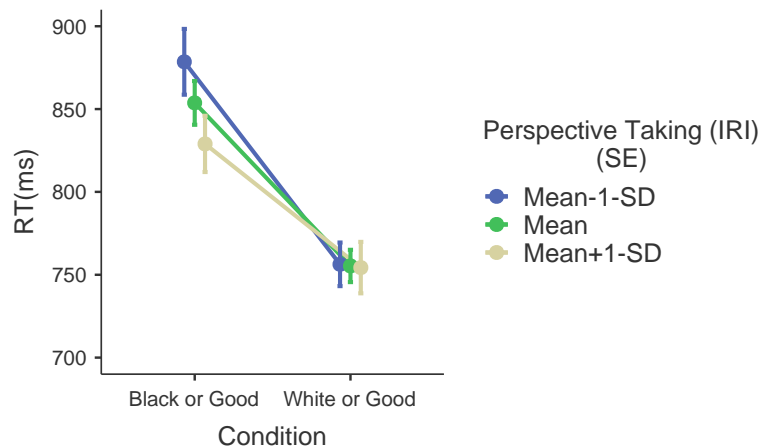 900
850
800
750
700
RT(ms)
Black or Good
White or Good
Condition
Perspective Taking (IRI)
(SE)
Mean-1-SD
Mean
Mean+1-SD